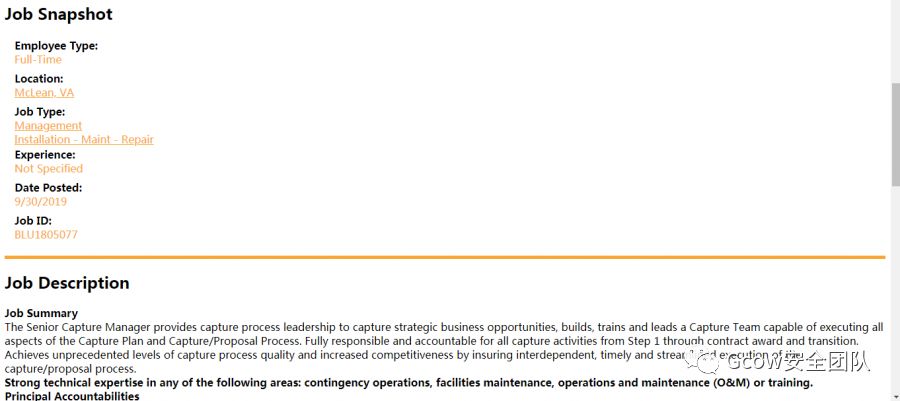 Job Snapshot
Employee Type:
Full-Time
Location:
McLean, VA
Job Type:
Management
Installation - Maint - Repair
Experience:
Not Specified
Date Posted:
9/30/2019
Job ID:
BLU1805077
Job Description
Job Summary
The Senior Capture Manager provides capture process leadership to capture strategic business opportunities, builds, trains and leads a Capture Team capable of executing all
aspects of the Capture Plan and Capture/Proposal Process. Fully responsible and accountable for all capture activities from Step 1 through contract award and transition.
Achieves unprecedented levels of capture process quality and increased competitiveness by insuring interdependent, timely and execution of the
capture/proposal process.
Gcow安全团队
Strong technical expertise in any of the following areas: contingency operations, facilities maintenance, operations and maintenance (O&M) or training.
Principal Accountabilities